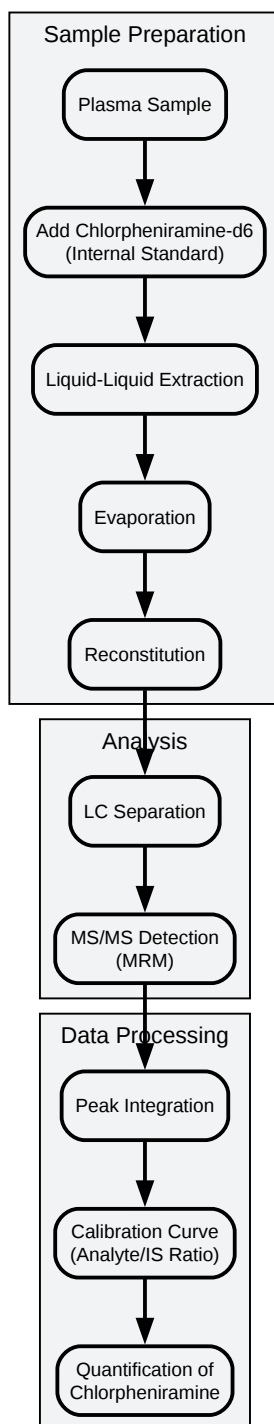 Sample Preparation
Plasma Sample
Add Chlorpheniramine-d6
(Internal Standard)
Liquid-Liquid Extraction
Evaporation
Reconstitution
Analysis
LC Separation
MS/MS Detection
(MRM)
Data Processing
Peak Integration
Calibration Curve
(Analyte/IS Ratio)
Quantification of
Chlorpheniramine